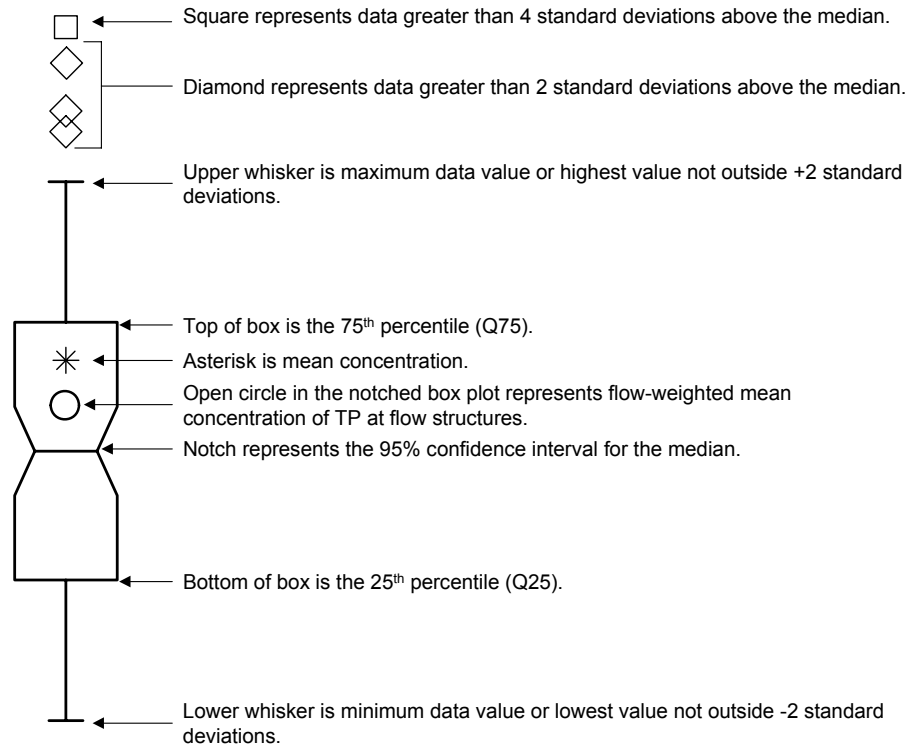 Square represents data greater than 4 standard deviations above the median.
Diamond represents data greater than 2 standard deviations above the median.
Upper whisker is maximum data value or highest value not outside +2 standard
deviations.
Top of box is the 75th percentile (Q75).
Asterisk is mean concentration.
Open circle in the notched box plot represents flow-weighted mean
concentration of TP at flow structures.
Notch represents the 95% confidence interval for the median.
Bottom of box is the 25th percentile (Q25).
Lower whisker is minimum data value or lowest value not outside -2 standard
deviations.